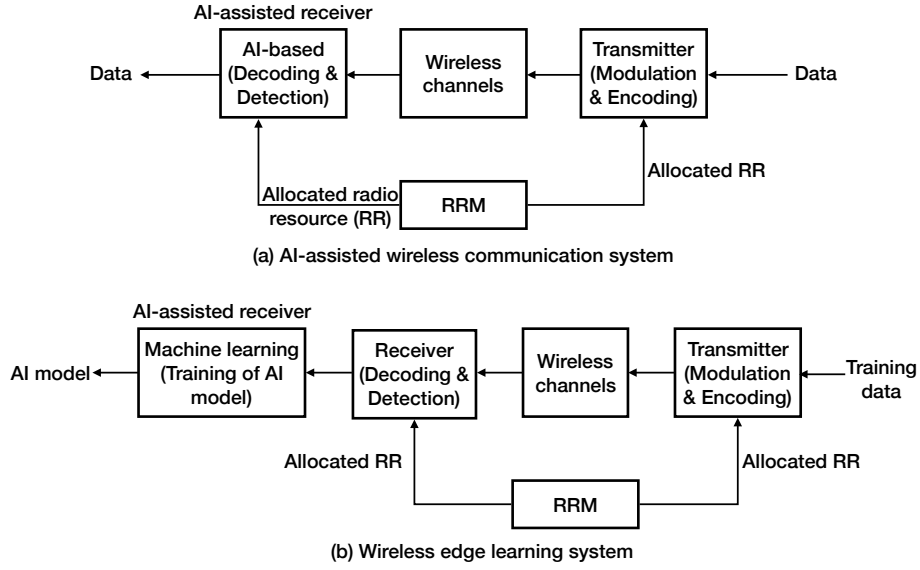 AI-assisted receiver
AI-based
(Decoding &
Detection)
Wireless
channels
Transmitter
(Modulation
& Encoding)
Data
Data
Allocated radio
resource (RR)
RRM
Allocated RR
(a) AI-assisted wireless communication system
AI-assisted receiver
Machine learning
(Training of AI
model)
Receiver
(Decoding &
Detection)
Wireless
channels
Transmitter
(Modulation
& Encoding)
AI model
Training
data
Allocated RR
RRM
Allocated RR
(b) Wireless edge learning system